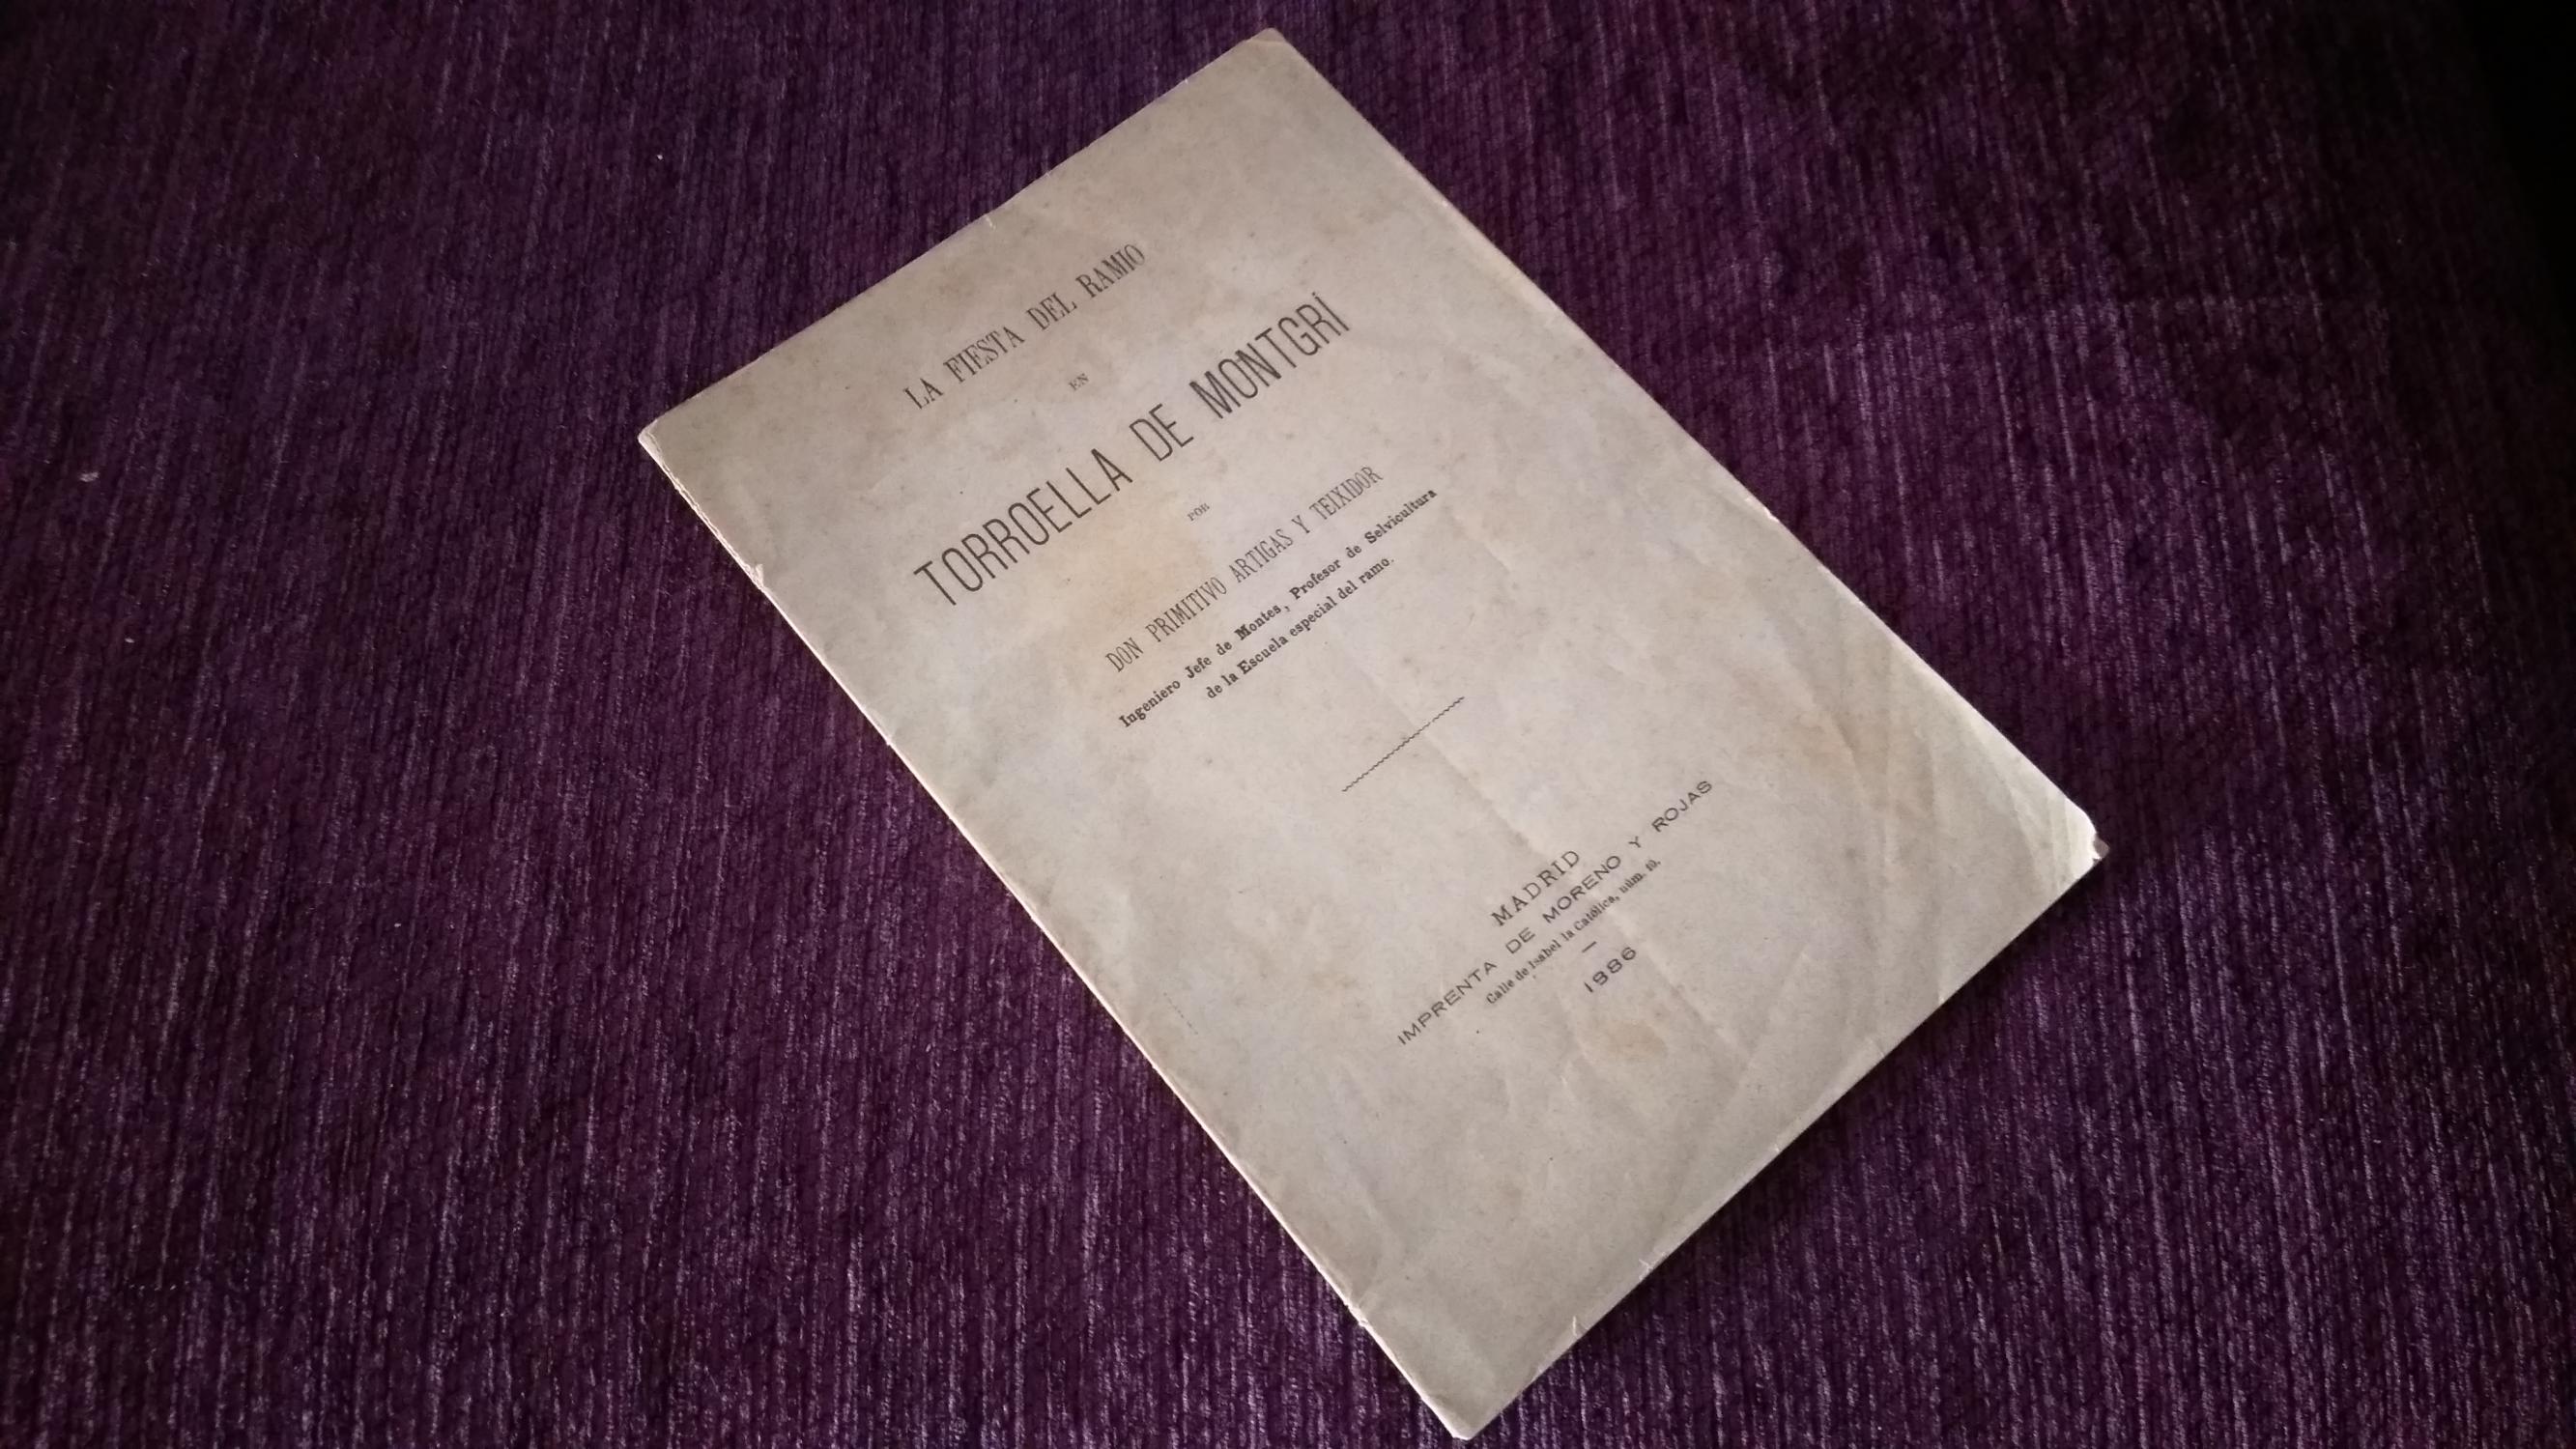 LA FIESTA DEL RAMIO
EN
TORROELLA DE MONTGRÍ
POR
DON PRIMITIVO ARTIGAS Y TEIXIDOR
Ingeniero Jefe de Montes, Profesor de Selvicultura
de la Escuela especial del ramo.
MADRID
IMPRENTA DE MORENO Y ROJAS
Calle de Isabel la Católica, núm. 10.
—
1886